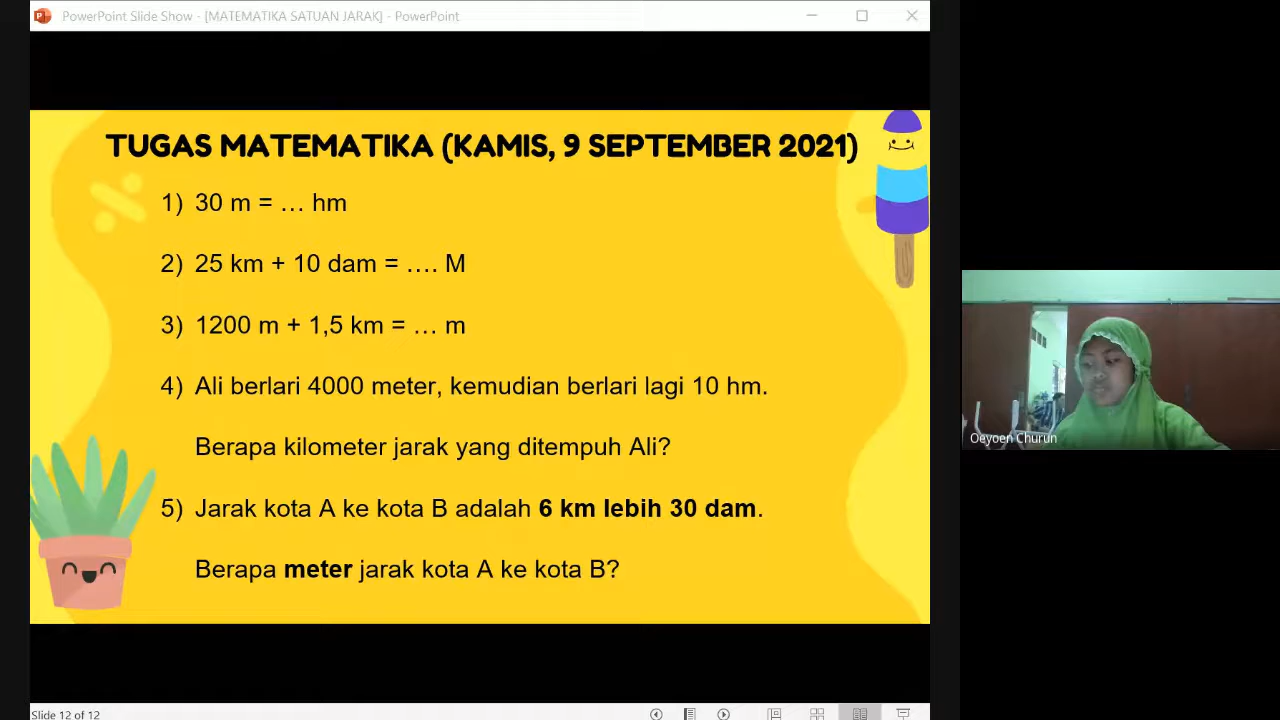 PowerPoint Slide Show - [MATEMATIKA SATUAN JARAK] - PowerPoint
TUGAS MATEMATIKA (KAMIS, 9 SEPTEMBER 2021)
1) 30 m = … hm
2) 25 km + 10 dam = …. M
3) 1200 m + 1,5 km = … m
4) Ali berlari 4000 meter, kemudian berlari lagi 10 hm.
Berapa kilometer jarak yang ditempuh Ali?
5) Jarak kota A ke kota B adalah 6 km lebih 30 dam.
Berapa meter jarak kota A ke kota B?
Oeyoen Churun
Slide 12 of 12